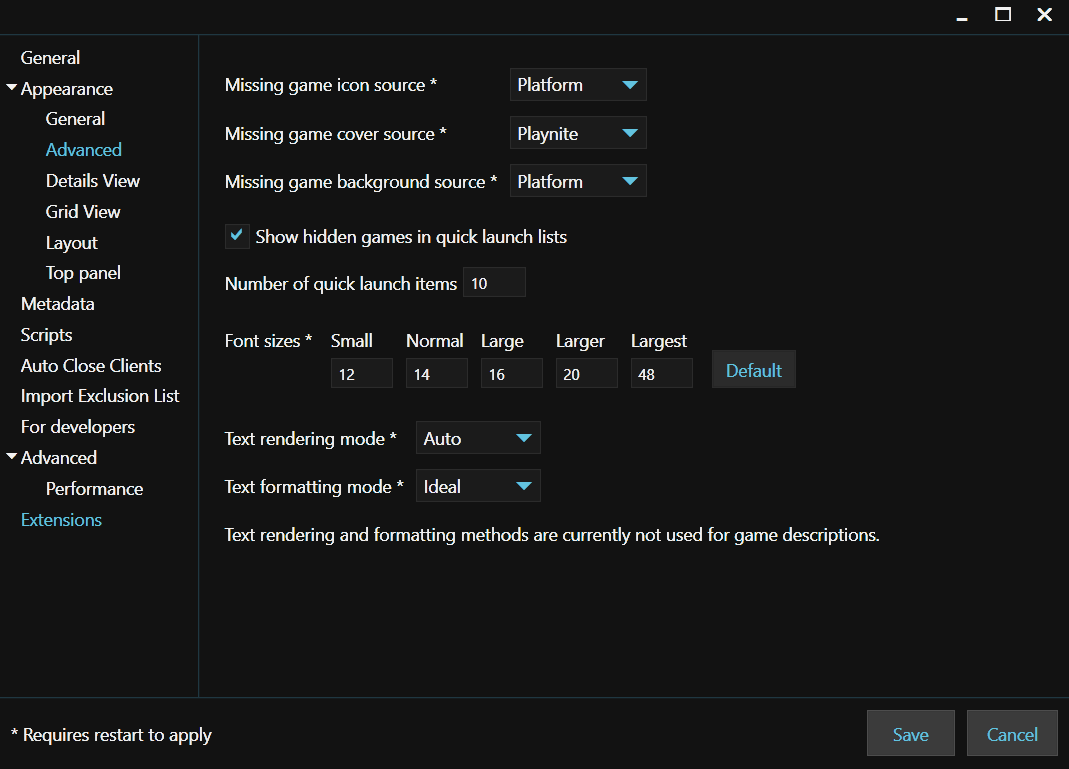 General
Appearance
General
Advanced
Details View
Grid View
Layout
Top panel
Metadata
Scripts
Auto Close Clients
Import Exclusion List
For developers
Advanced
Performance
Extensions
Missing game icon source * Platform
Missing game cover source * Playnite
Missing game background source * Platform
Show hidden games in quick launch lists
Number of quick launch items 10
Font sizes * Small Normal Large Larger Largest
12 14 16 20 48 Default
Text rendering mode * Auto
Text formatting mode * Ideal
Text rendering and formatting methods are currently not used for game descriptions.
* Requires restart to apply Save Cancel